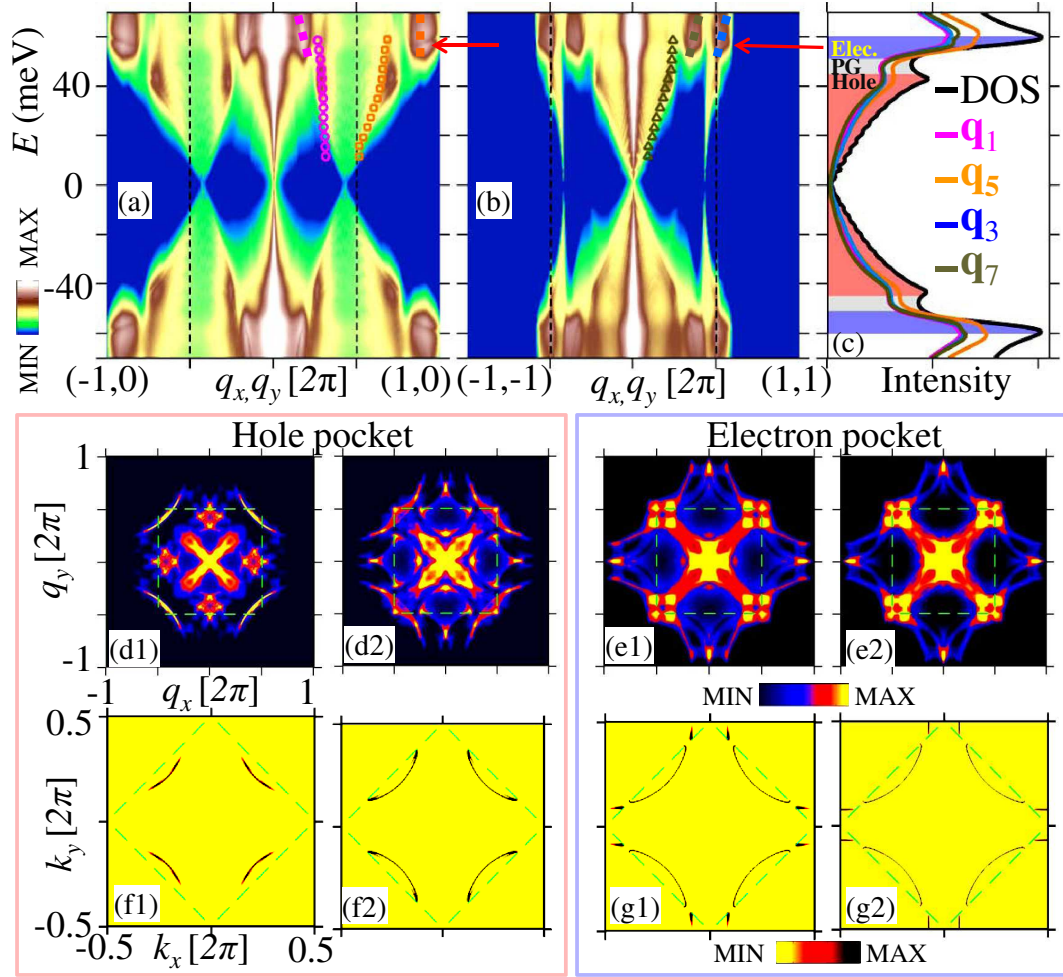 E (meV)
40
0
-40
MIN MAX
(a)
(b)
(c)
Elec.
PG
Hole
DOS
q1
q5
q3
q7
(-1,0) qx,qy [2π] (1,0)
(-1,-1) qx,qy [2π] (1,1)
Intensity
Hole pocket
Electron pocket
1
qy [2π]
-1
(d1)
(d2)
(e1)
(e2)
-1 qx [2π] 1
MIN MAX
0.5
ky [2π]
-0.5
(f1)
(f2)
(g1)
(g2)
-0.5 kx [2π] 0.5
MIN MAX